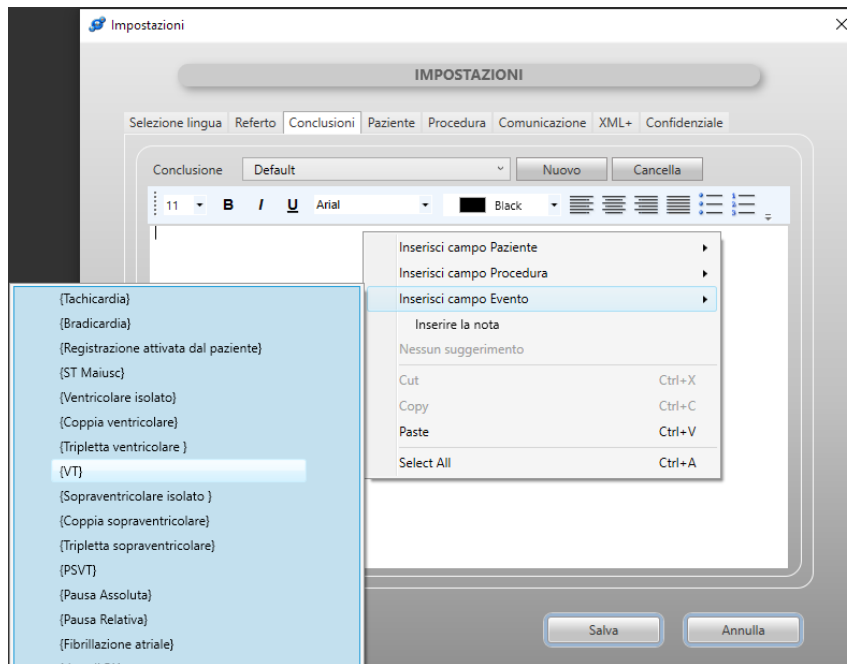 Impostazioni
IMPOSTAZIONI
Selezione lingua Referto Conclusioni Paziente Procedura Comunicazione XML+ Confidenziale
Conclusione Default Nuovo Cancella
11 B I U Arial Black
Inserisci campo Paziente
Inserisci campo Procedura
Inserisci campo Evento
Inserire la nota
Nessun suggerimento
Cut Ctrl+X
Copy Ctrl+C
Paste Ctrl+V
Select All Ctrl+A
{Tachicardia}
{Bradicardia}
{Registrazione attivata dal paziente}
{ST Maiusc}
{Ventricolare isolato}
{Coppia ventricolare}
{Tripletta ventricolare }
{VT}
{Sopraventricolare isolato }
{Coppia sopraventricolare}
{Tripletta sopraventricolare}
{PSVT}
{Pausa Assoluta}
{Pausa Relativa}
{Fibrillazione atriale}
Salva Annulla